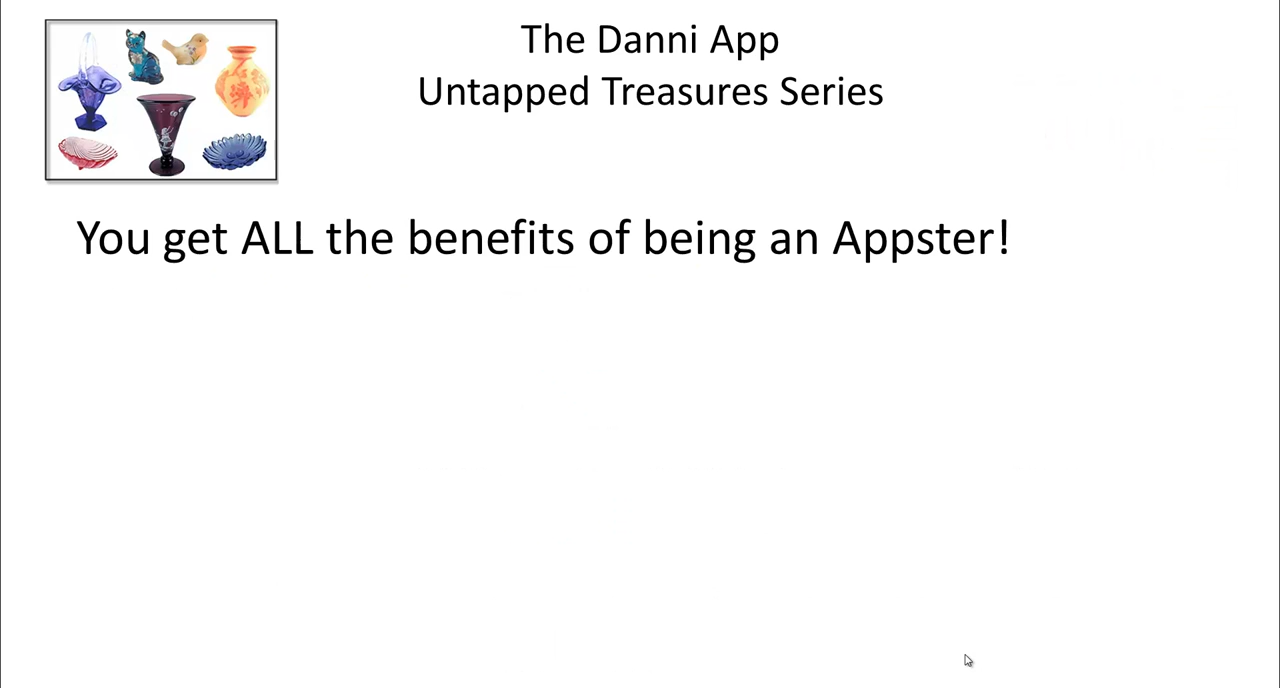 The Danni App
Untapped Treasures Series
You get ALL the benefits of being an Appster!